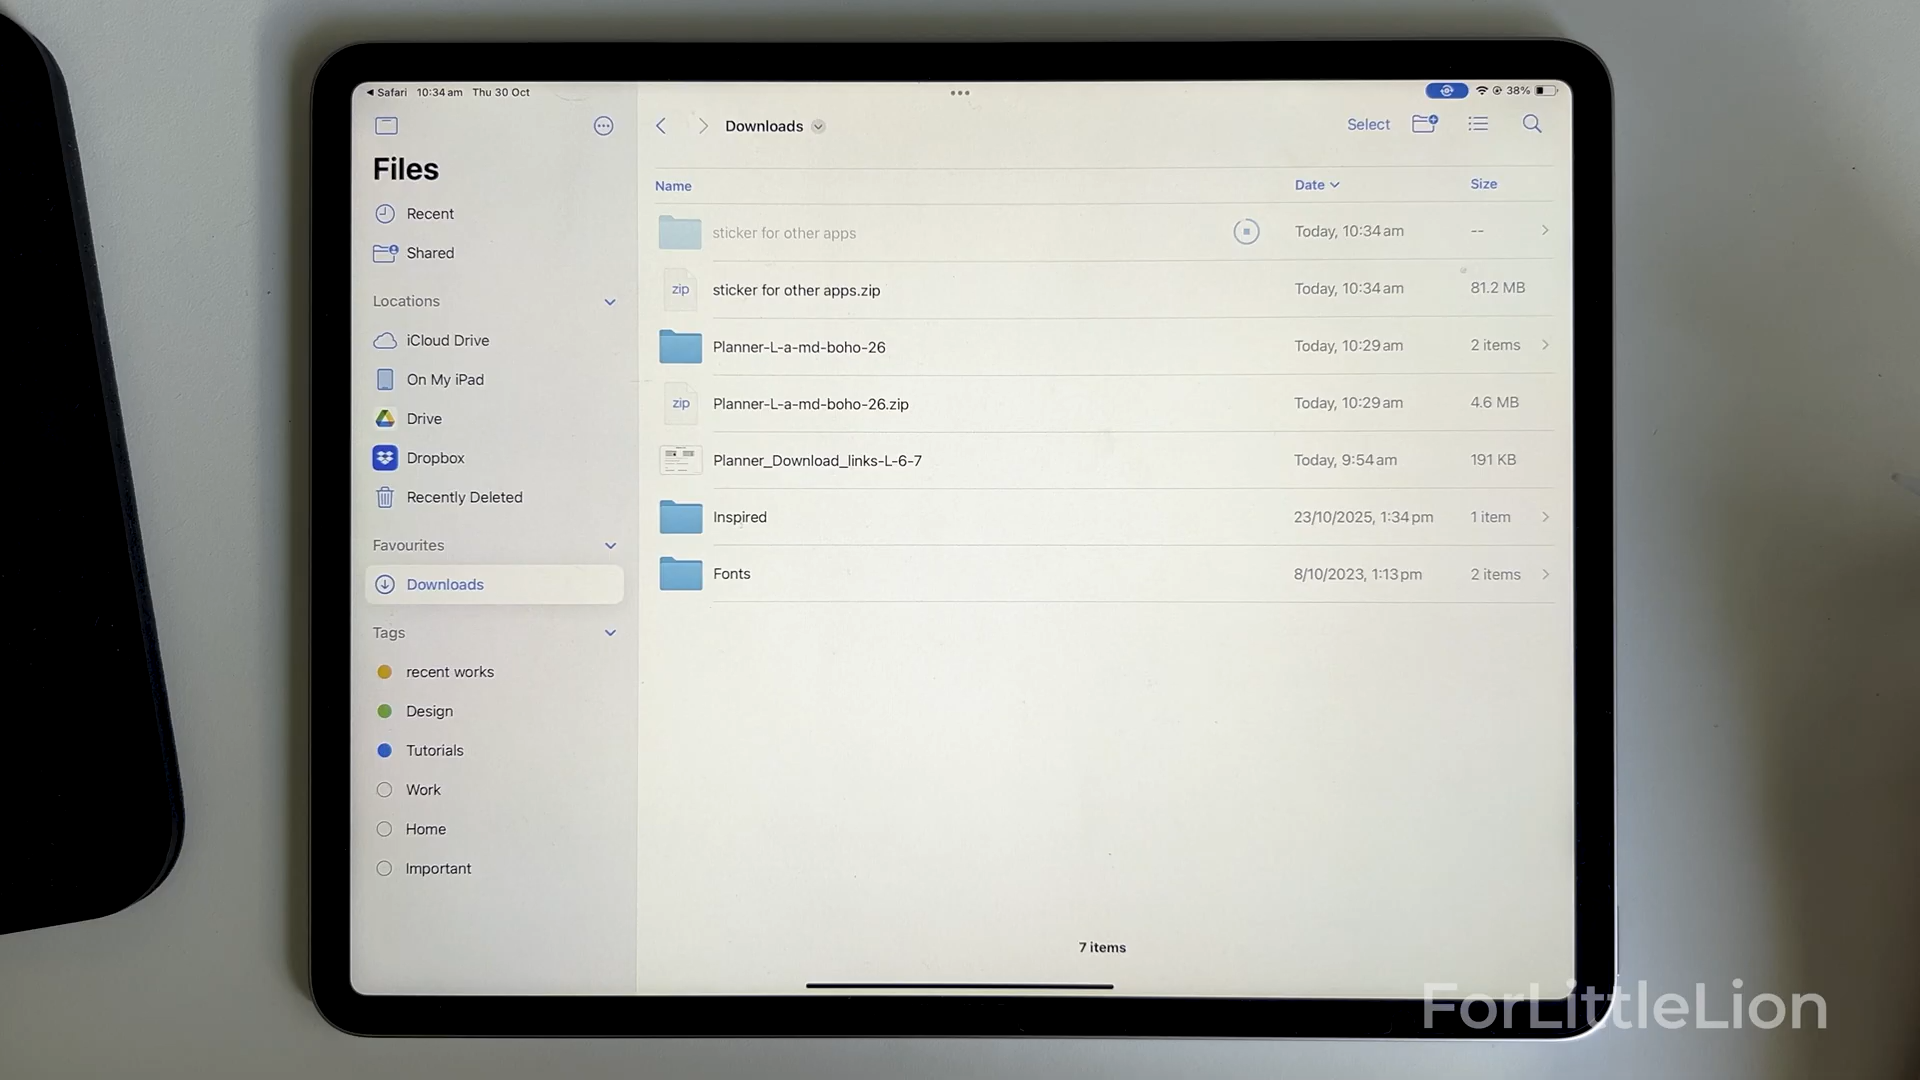 Safari 10:34 am Thu 30 Oct
38%
Files
Recent
Shared
Locations
iCloud Drive
On My iPad
Drive
Dropbox
Recently Deleted
Favourites
Downloads
Tags
recent works
Design
Tutorials
Work
Home
Important
Downloads
Select
Name Date Size
sticker for other apps Today, 10:34 am --
zip sticker for other apps.zip Today, 10:34 am 81.2 MB
Planner-L-a-md-boho-26 Today, 10:29 am 2 items
zip Planner-L-a-md-boho-26.zip Today, 10:29 am 4.6 MB
Planner_Download_links-L-6-7 Today, 9:54 am 191 KB
Inspired 23/10/2025, 1:34 pm 1 item
Fonts 8/10/2023, 1:13 pm 2 items
7 items
ForLittleLion